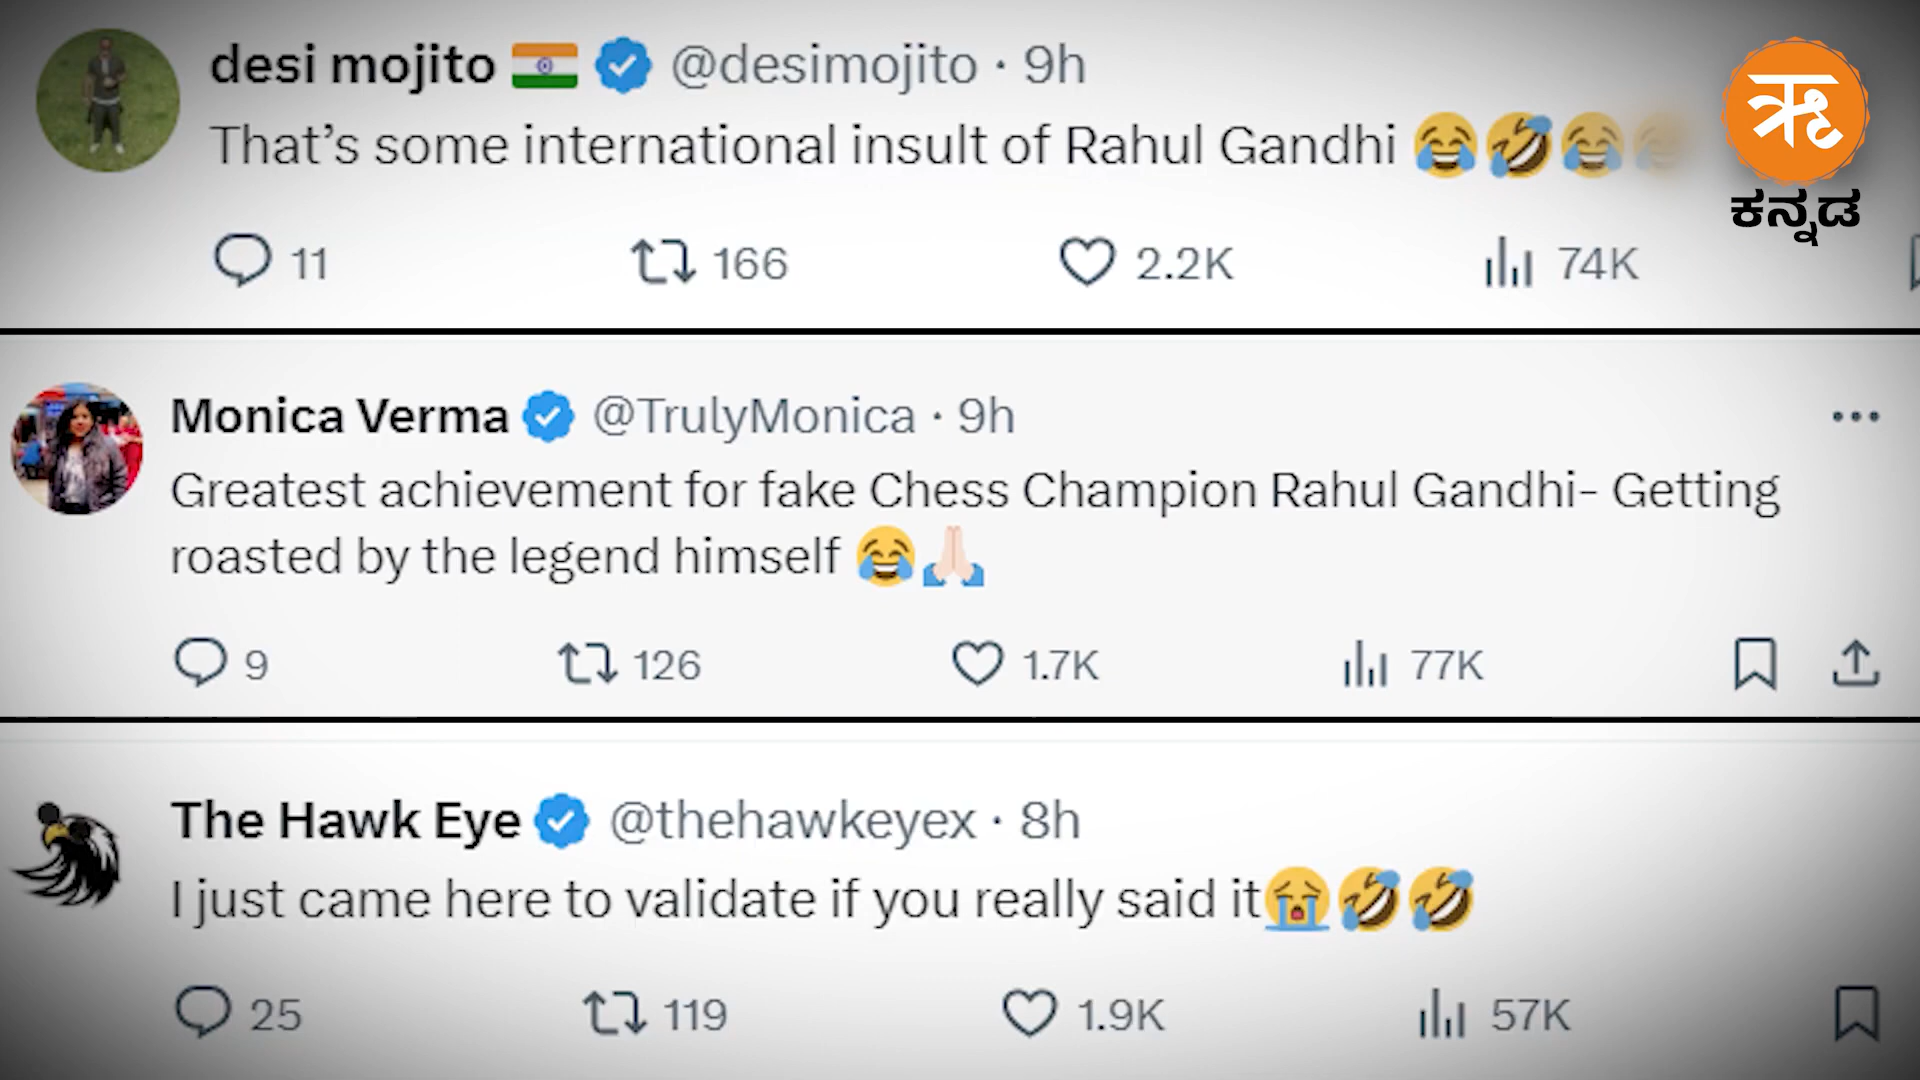 desi mojito 🇮🇳 @desimojito · 9h
That's some international insult of Rahul Gandhi 😂🤣😂😂
11 166 2.2K 74K
ऋ
ಕನ್ನಡ
Monica Verma @TrulyMonica · 9h
Greatest achievement for fake Chess Champion Rahul Gandhi- Getting
roasted by the legend himself 😂🙏🏻
9 126 1.7K 77K
The Hawk Eye @thehawkeyex · 8h
I just came here to validate if you really said it😭🤣🤣
25 119 1.9K 57K